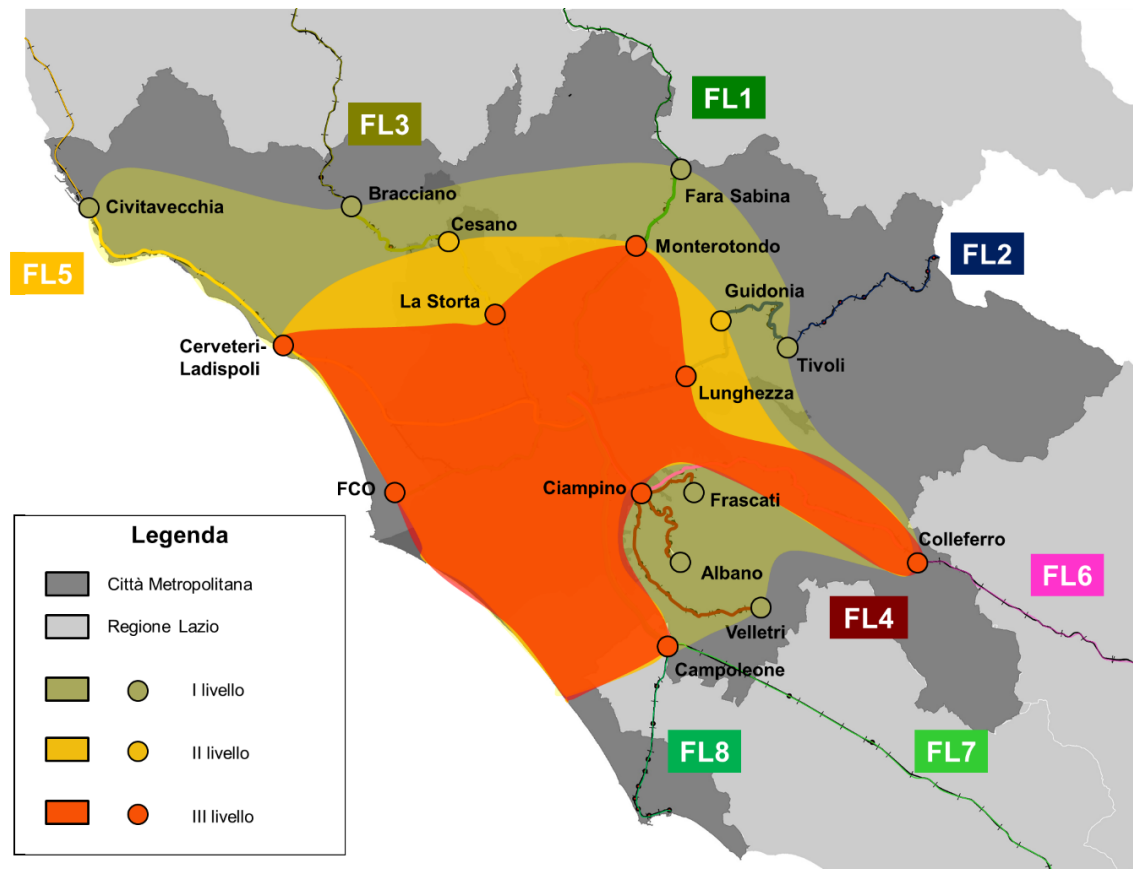 FL1
FL3
Fara Sabina
Bracciano
Civitavecchia
Cesano
Monterotondo
FL2
FL5
Guidonia
La Storta
Cerveteri-
Ladispoli
Tivoli
Lunghezza
FCO
Ciampino
Frascati
Colleferro
Albano
FL6
FL4
Velletri
Campoleone
FL8
FL7
Legenda
Città Metropolitana
Regione Lazio
I livello
II livello
III livello